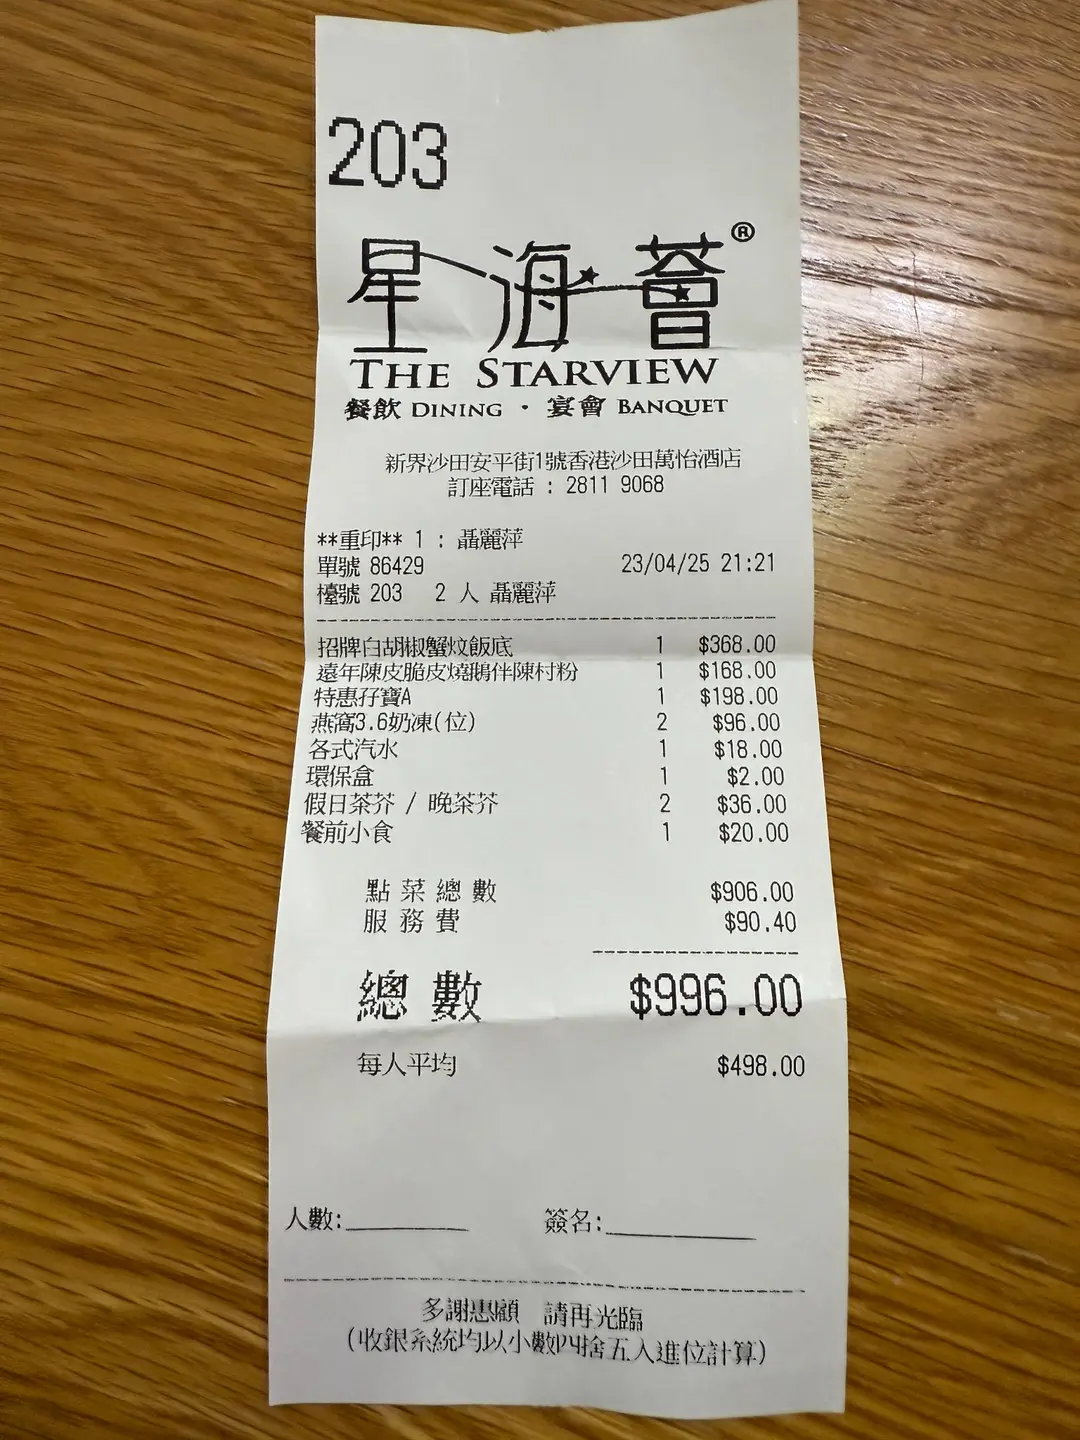 203
星海薈®
THE STARVIEW
餐飲 DINING · 宴會 BANQUET
新界沙田安平街1號香港沙田萬怡酒店
訂座電話 : 2811 9068
**重印** 1 : 聶麗萍
單號 86429 23/04/25 21:21
檯號 203 2 人 聶麗萍
招牌白胡椒蟹炆飯底 1 $368.00
遠年陳皮脆皮燒鵝伴陳村粉 1 $168.00
特惠孖寶A 1 $198.00
燕窩3.6奶凍(位) 2 $96.00
各式汽水 1 $18.00
環保盒 1 $2.00
假日茶芥 / 晚茶芥 2 $36.00
餐前小食 1 $20.00
點菜總數 $906.00
服務費 $90.40
總數 $996.00
每人平均 $498.00
人數: 簽名:
多謝惠顧 請再光臨
(收銀系統均以小數四捨五入進位計算)